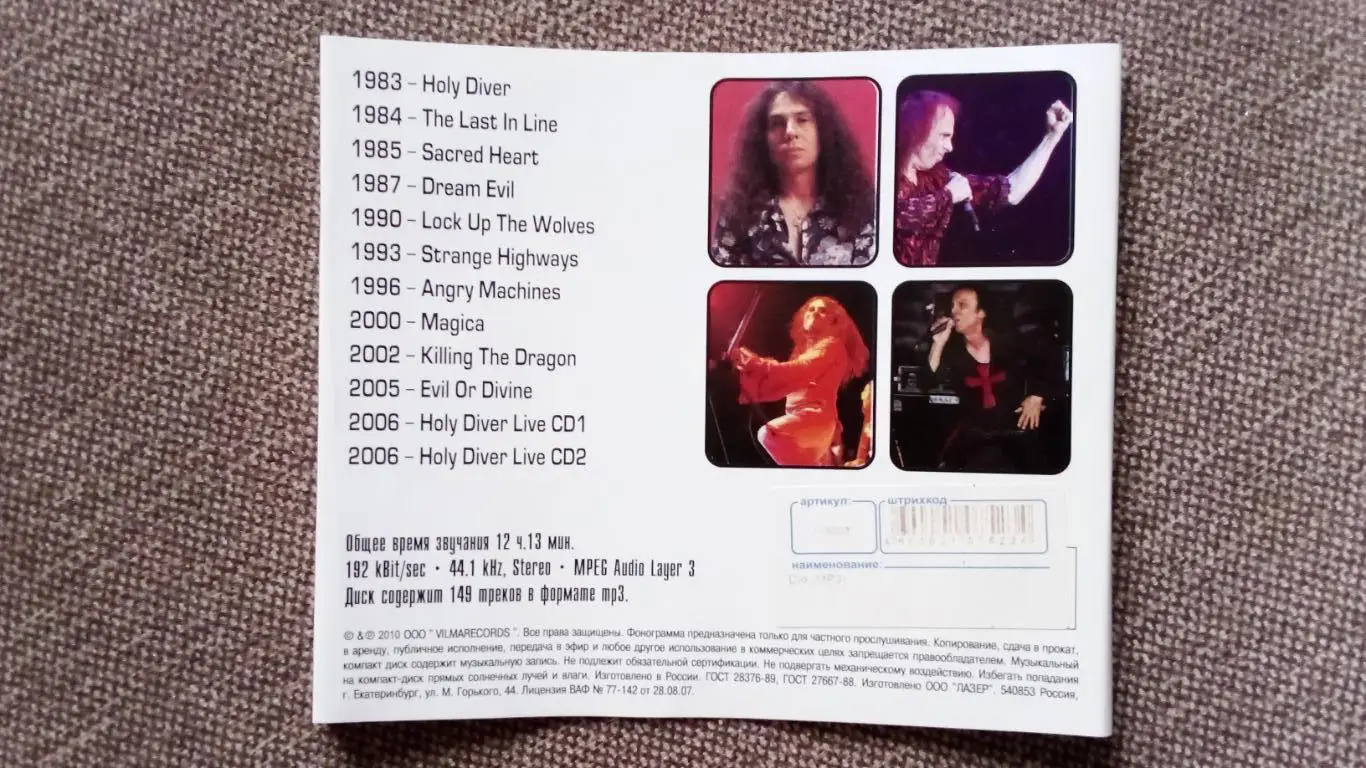 1983 – Holy Diver
1984 – The Last In Line
1985 – Sacred Heart
1987 – Dream Evil
1990 – Lock Up The Wolves
1993 – Strange Highways
1996 – Angry Machines
2000 – Magica
2002 – Killing The Dragon
2005 – Evil Or Divine
2006 – Holy Diver Live CD1
2006 – Holy Diver Live CD2
артикул:
штрихкод
наименование:
Общее время звучания 12 ч.13 мин.
192 kBit/sec • 44.1 kHz, Stereo • MPEG Audio Layer 3
Диск содержит 149 треков в формате mp3.
© & ℗ 2010 ООО " VILMARECORDS ". Все права защищены. Фонограмма предназначена только для частного прослушивания. Копирование, сдача в прокат,
в аренду, публичное исполнение, передача в эфир и любое другое использование в коммерческих целях запрещается правообладателем. Музыкальный
компакт диск содержит музыкальную запись. Не подлежит обязательной сертификации. Не подвергать механическому воздействию. Избегать попадания
на компакт-диск прямых солнечных лучей и влаги. Изготовлено в России. ГОСТ 28376-89, ГОСТ 27667-88. Изготовлено ООО "ЛАЗЕР". 540853 Россия,
г. Екатеринбург, ул. М. Горького, 44. Лицензия ВАФ № 77-142 от 28.08.07.